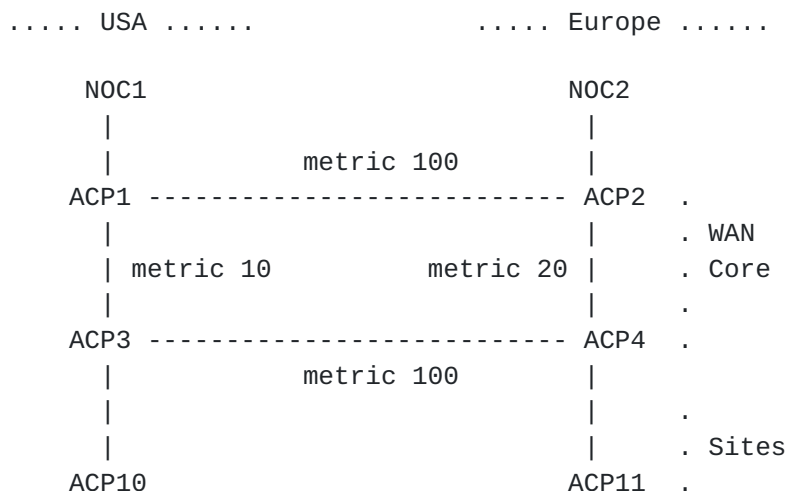 ..... USA ...... ..... Europe ......
NOC1 NOC2
| |
| metric 100 |
ACP1 --------------------------- ACP2 .
| | . WAN
| metric 10 metric 20 | . Core
| | .
ACP3 --------------------------- ACP4 .
| metric 100 |
| | .
| | . Sites
ACP10 ACP11 .